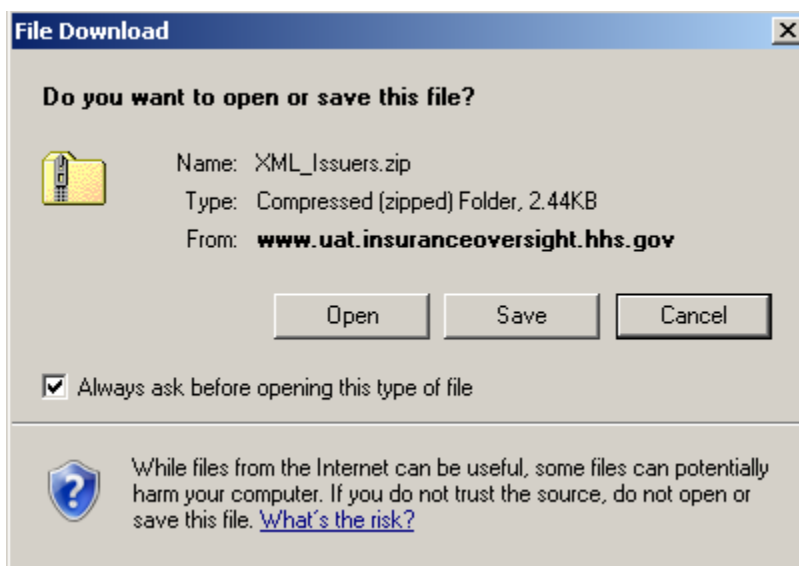 File Download
Do you want to open or save this file?
Name: XML_Issuers.zip
Type: Compressed (zipped) Folder, 2.44KB
From: www.uat.insuranceoversight.hhs.gov
Open Save Cancel
Always ask before opening this type of file
While files from the Internet can be useful, some files can potentially
harm your computer. If you do not trust the source, do not open or
save this file. What's the risk?